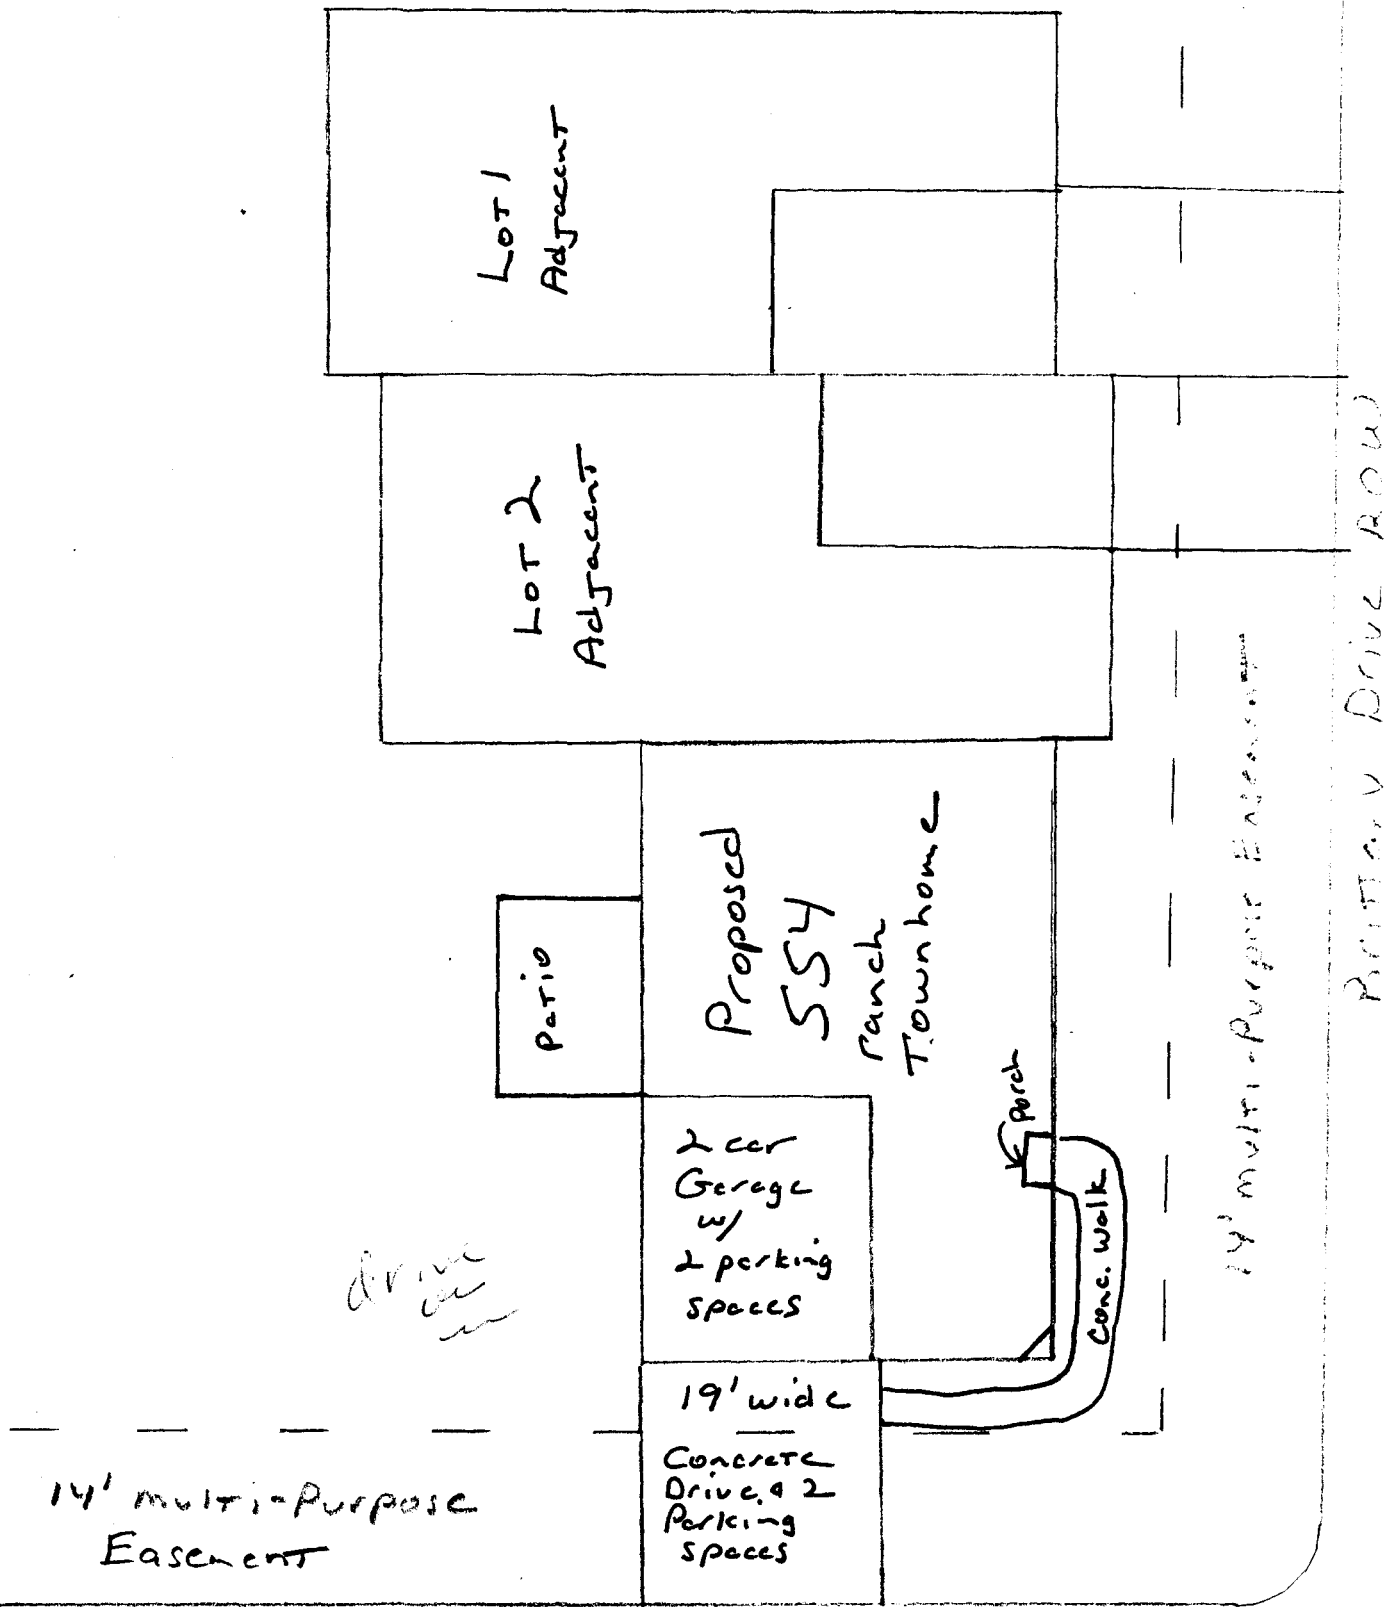 LOT 1
Adjacent
LOT 2
Adjacent
Patio
Proposed
554
ranch
Townhome
Porch
2 car
Garage
w/
2 parking
spaces
Conc. walk
drive
19' wide
Concrete
Drive & 2
Parking
spaces
14' multi-Purpose
Easement
14' multi-Purpose Easement
Drive ROW